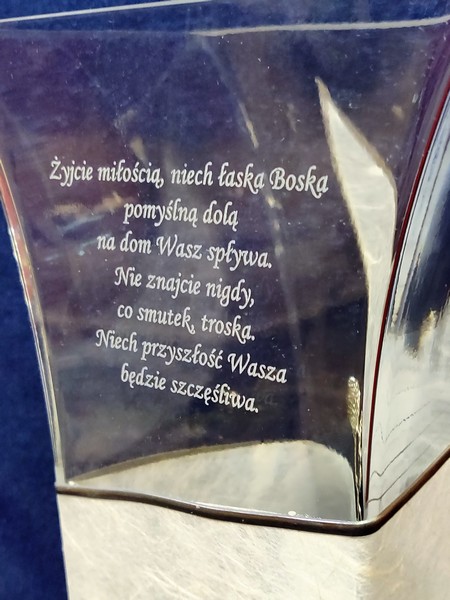 Żyjcie miłością, niech łaska Boska
pomyślną dolą
na dom Wasz spływa.
Nie znajcie nigdy,
co smutek, troska.
Niech przyszłość Wasza
będzie szczęśliwa.